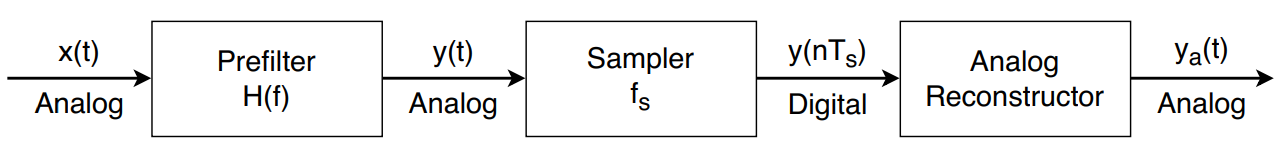 x(t)
Analog
Prefilter
H(f)
y(t)
Analog
Sampler
fₛ
y(nTₛ)
Digital
Analog
Reconstructor
yₐ(t)
Analog